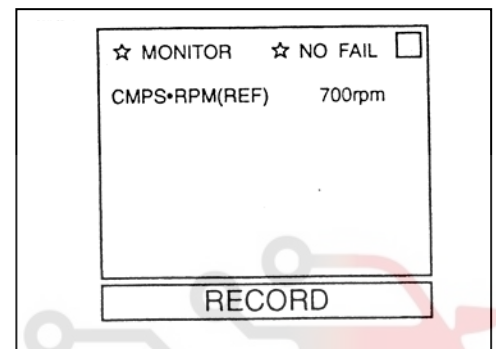 ☆ MONITOR ☆ NO FAIL
CMPS•RPM(REF) 700rpm
RECORD